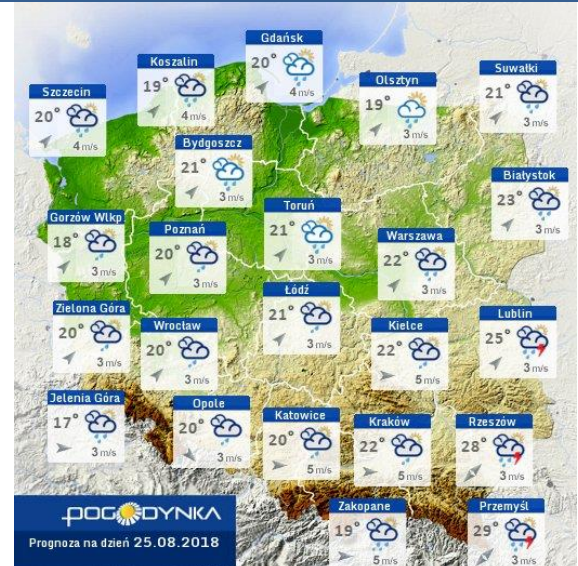 Gdańsk
20°
4 m/s
Koszalin
19°
4 m/s
Suwałki
21°
3 m/s
Olsztyn
19°
3 m/s
Szczecin
20°
4 m/s
Bydgoszcz
21°
3 m/s
Białystok
23°
3 m/s
Toruń
21°
3 m/s
Gorzów Wlkp
18°
3 m/s
Poznań
20°
3 m/s
Warszawa
22°
3 m/s
Łódź
21°
3 m/s
Zielona Góra
20°
3 m/s
Lublin
25°
3 m/s
Wrocław
20°
3 m/s
Kielce
22°
5 m/s
Jelenia Góra
17°
3 m/s
Opole
20°
3 m/s
Katowice
20°
5 m/s
Kraków
22°
5 m/s
Rzeszów
28°
3 m/s
Zakopane
19°
5 m/s
Przemyśl
29°
3 m/s
POGODYNKA
Prognoza na dzień 25.08.2018